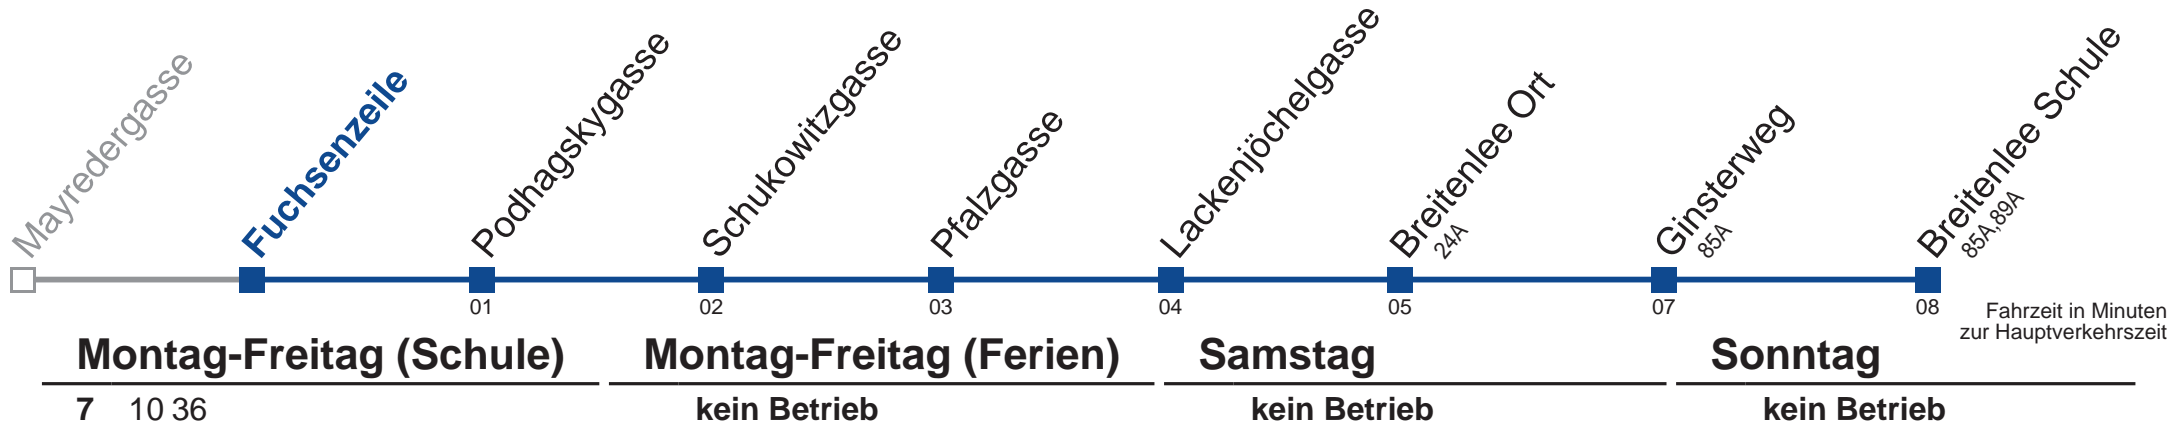 Mayredergasse
Fuchsenzeile
Podhagskygasse
Schukowitzgasse
Pfalzgasse
Lackenjöchelgasse
Breitenlee Ort
24A
Ginsterweg
85A
Breitenlee Schule
85A,89A
01 02 03 04 05 07 08
Fahrzeit in Minuten
zur Hauptverkehrszeit
Montag-Freitag (Schule) Montag-Freitag (Ferien) Samstag Sonntag
7 10 36 kein Betrieb kein Betrieb kein Betrieb